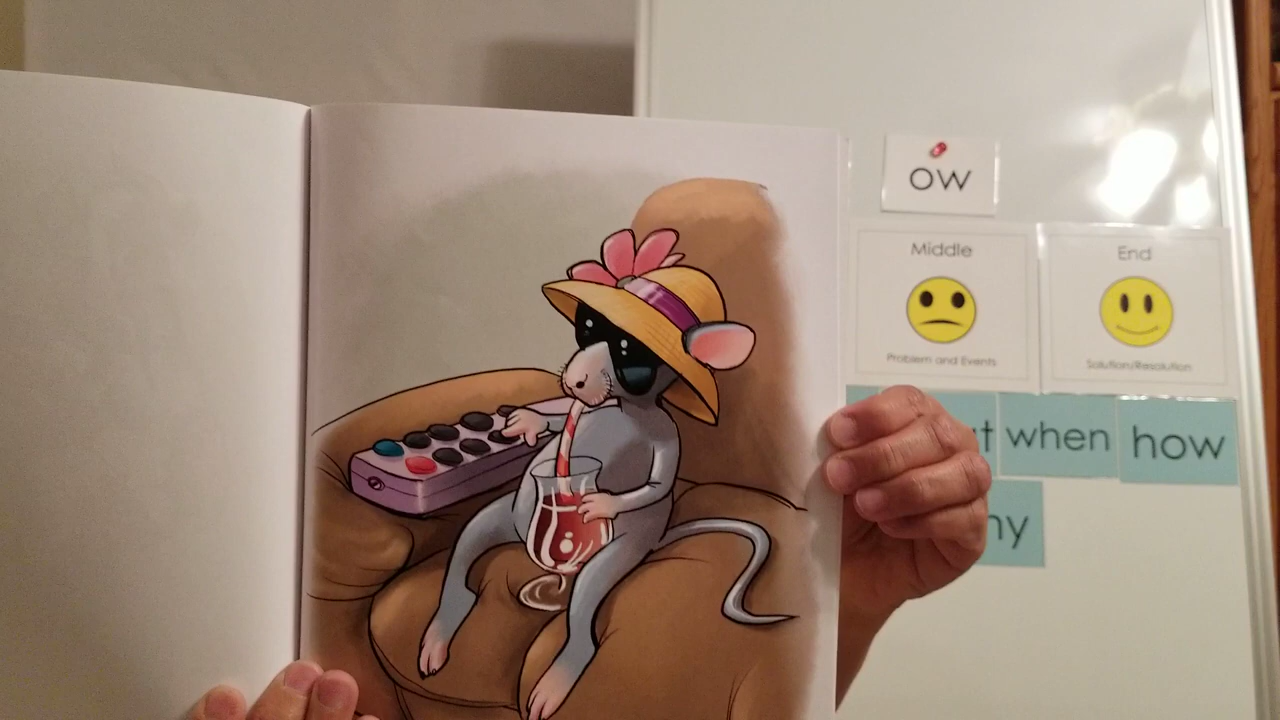 ow
Middle
End
Problem and Events
Solution/Resolution
when how